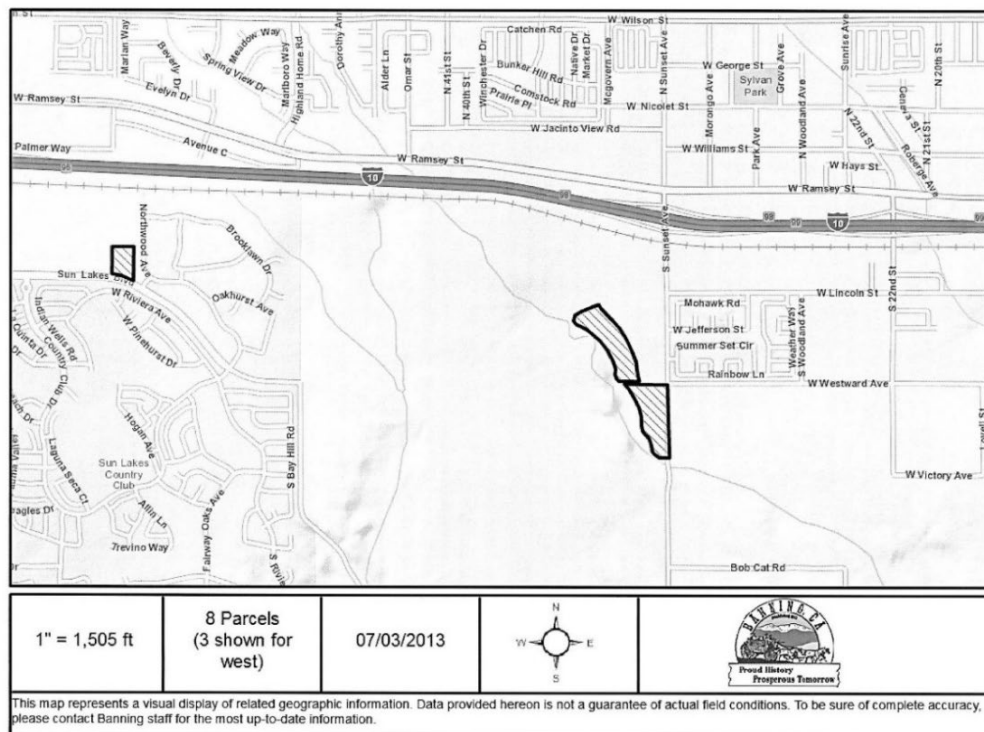 W Wilson St
Sunrise Ave
Catchen Rd
Marian Way
Beverly Dr
Meadow Way
Spring View Dr
Marlboro Way
Highland Home Rd
Alder Ln
Omar St
N 41st St
N 40th St
Winchester Dr
Bunker Hill Rd
Native Dr
Market Dr
Mcgovern Ave
N Sunset Ave
W George St
Sylvan
Park
Grove Ave
N 20th St
Evelyn Dr
Comstock Rd
Prairie Pl
Morongo Ave
W Nicolet St
N Woodland Ave
N 22nd St
W Ramsey St
W Jacinto View Rd
Park Ave
N 21st St
Palmer Way
Avenue C
W Williams St
W Hays St
Roberge Ave
W Ramsey St
W Ramsey St
10
10
Northwood Ave
Brooklawn Dr
S Sunset Ave
S 22nd St
Sun Lakes
W Riviera Ave
Oakhurst Ave
W Lincoln St
Mohawk Rd
Indian Wells Rd
W Pinehurst Dr
W Jefferson St
Weather Way
S Woodland Ave
Country Club Dr
Summer Set Cir
Rainbow Ln
W Westward Ave
Hogan Ave
Laguna Seca Ct
Sun Lakes
Country
Club
S Bay Hill Rd
W Victory Ave
Allin Ln
Fairway Oaks Ave
Trevino Way
Bob Cat Rd
1" = 1,505 ft
8 Parcels
(3 shown for
west)
07/03/2013
N
W E
S
BANNING, CA
Proud History
Prosperous Tomorrow
This map represents a visual display of related geographic information. Data provided hereon is not a guarantee of actual field conditions. To be sure of complete accuracy,
please contact Banning staff for the most up-to-date information.